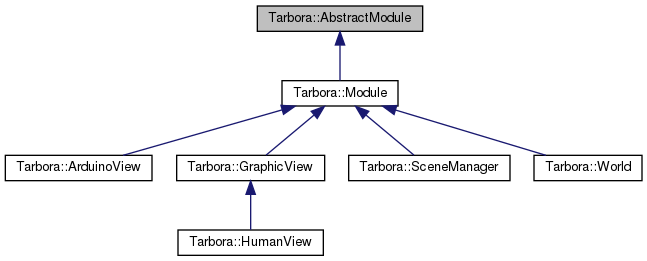 Tarbora::AbstractModule
Tarbora::Module
Tarbora::ArduinoView
Tarbora::GraphicView
Tarbora::SceneManager
Tarbora::World
Tarbora::HumanView